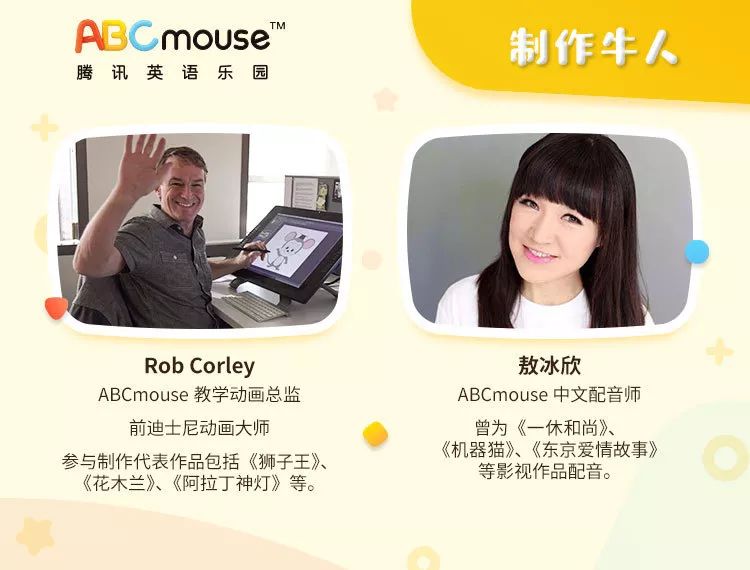 ABCmouse™
腾讯英语乐园
制作牛人
Rob Corley
ABCmouse 教学动画总监
前迪士尼动画大师
参与制作代表作品包括《狮子王》、
《花木兰》、《阿拉丁神灯》等。
敖冰欣
ABCmouse 中文配音师
曾为《一休和尚》、
《机器猫》、《东京爱情故事》
等影视作品配音。